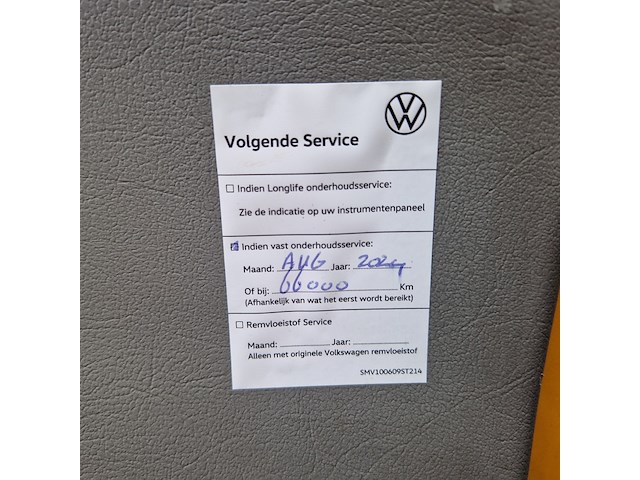 Volgende Service
Indien Longlife onderhoudsservice:
Zie de indicatie op uw instrumentenpaneel
Indien vast onderhoudsservice:
Maand: AUG Jaar: 2024
Of bij: 66000 Km
(Afhankelijk van wat het eerst wordt bereikt)
Remvloeistof Service
Maand: Jaar:
Alleen met originele Volkswagen remvloeistof
SMV100609ST214